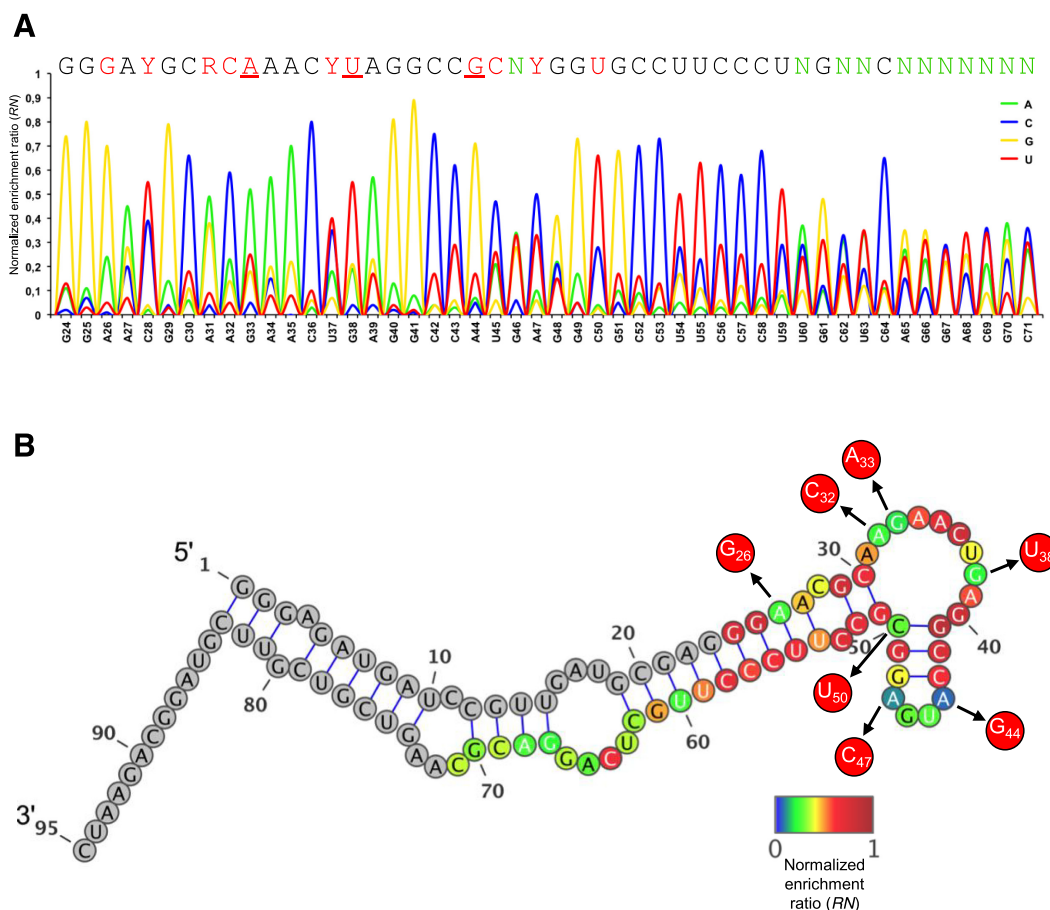 A
GGGAYGCRCAAACYUAGGCCGCNYGGUGCCUUCCCUNGNNCNNNNNNN
Normalized enrichment ratio (RN)
1
0,9
0,8
0,7
0,6
0,5
0,4
0,3
0,2
0,1
0
A
C
G
U
G24 G25 A26 A27 C28 G29 C30 A31 A32 G33 A34 A35 C36 U37 G38 A39 G40 G41 C42 C43 A44 U45 G46 A47 G48 G49 C50 G51 C52 C53 U54 U55 C56 C57 C58 U59 U60 G61 C62 U63 C64 A65 G66 G67 A68 C69 G70 C71
B
5'
1
10
20
30
40
50
60
70
80
90
95
3'
GGGAGAUGAUCCGUUGAUGCGAGGGAACGCAAGAACUGAGGCCAUGAGGCGCCUUCCCUUGCUCAGGACGCAAGCUGCUGUUCGUAGGCAGAAUC
G26
C32
A33
U38
G44
C47
U50
0
1
Normalized
enrichment
ratio (RN)